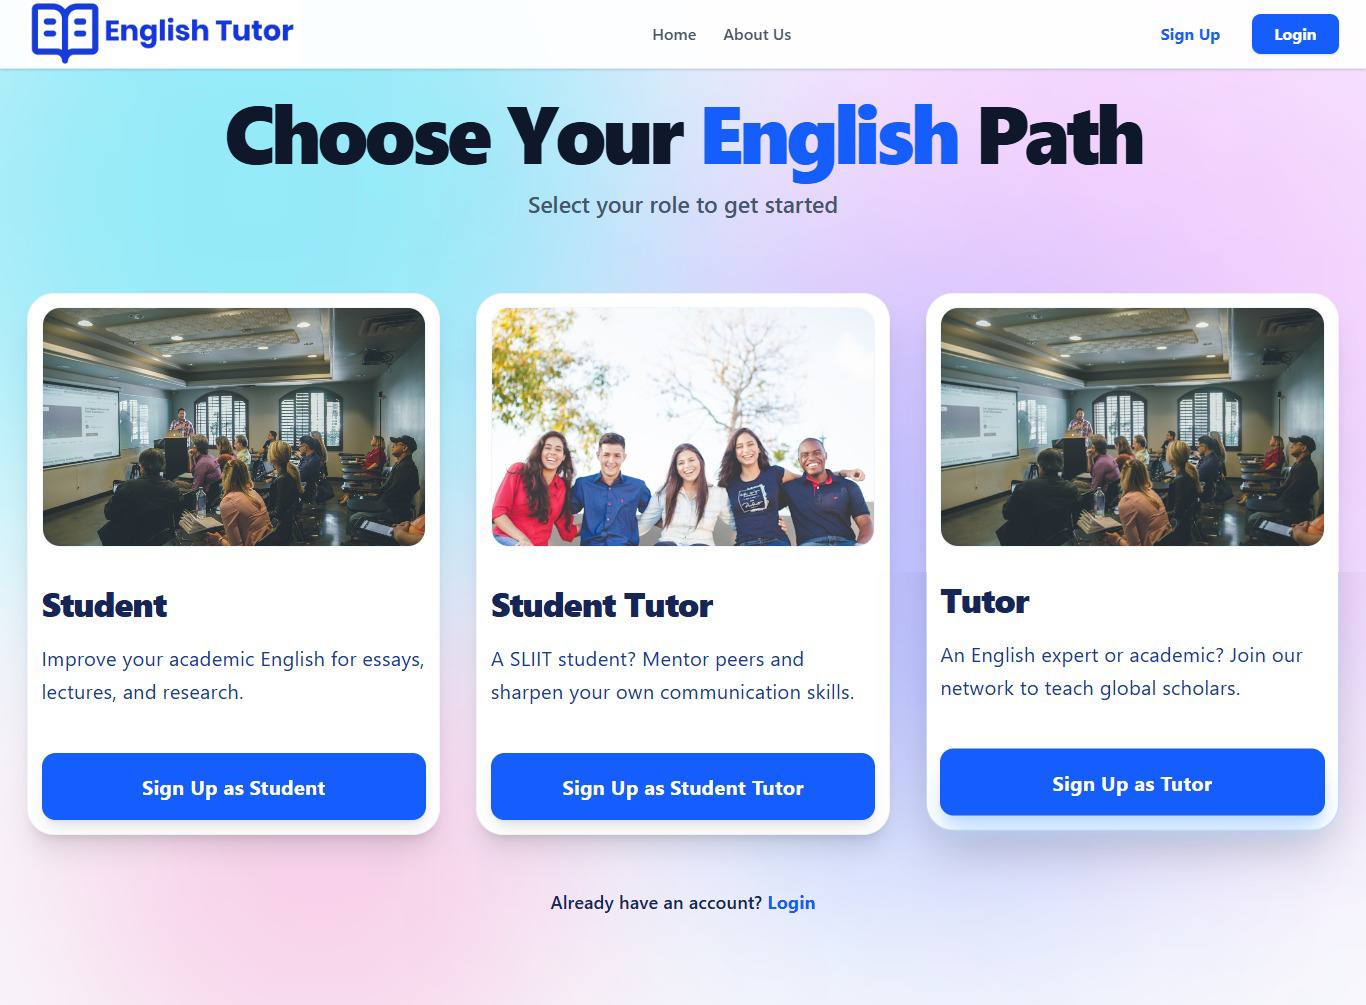 English Tutor
Home
About Us
Sign Up
Login
Choose Your English Path
Select your role to get started
Student
Improve your academic English for essays,
lectures, and research.
Sign Up as Student
Student Tutor
A SLIIT student? Mentor peers and
sharpen your own communication skills.
Sign Up as Student Tutor
Tutor
An English expert or academic? Join our
network to teach global scholars.
Sign Up as Tutor
Already have an account? Login